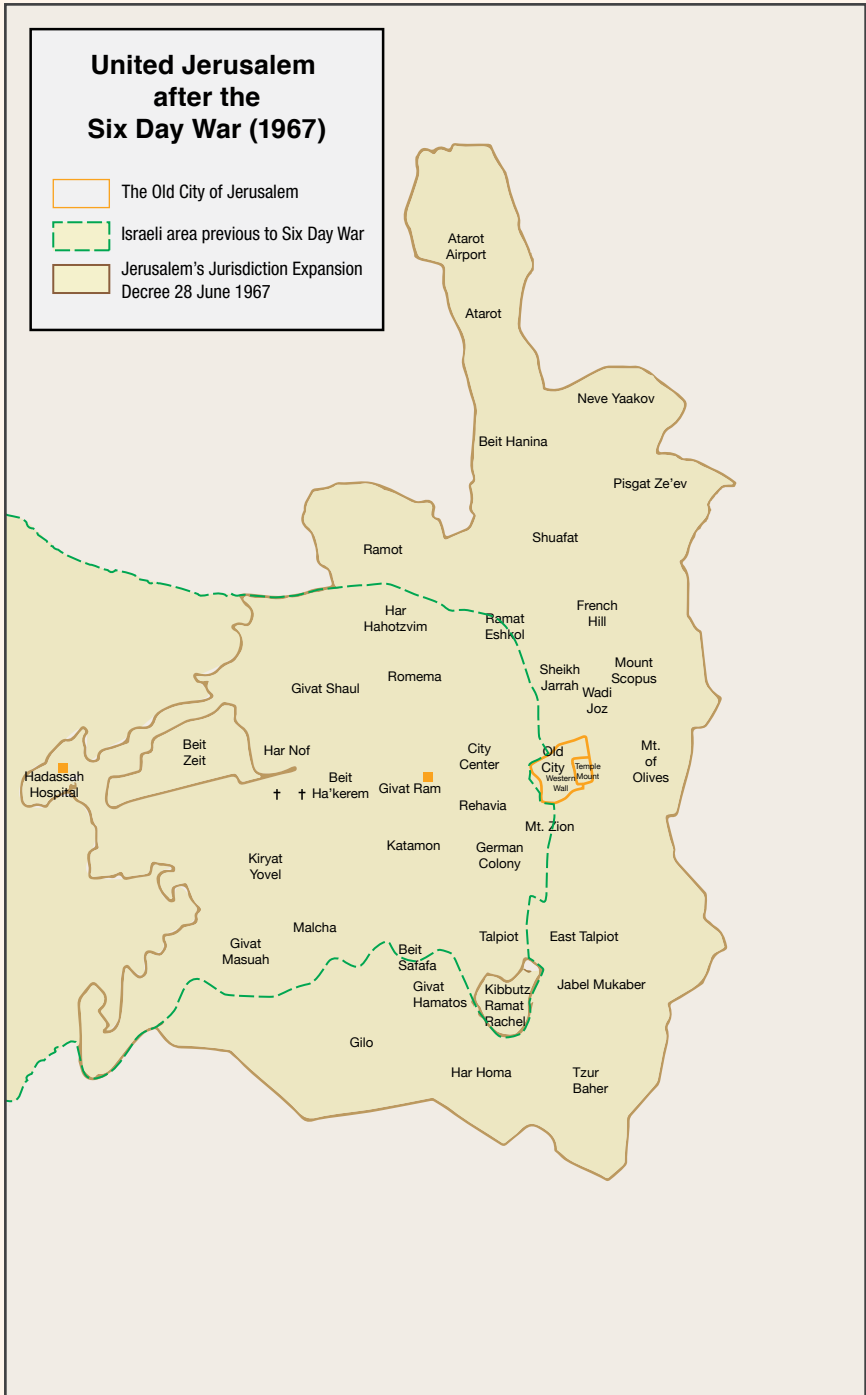 United Jerusalem
after the
Six Day War (1967)
The Old City of Jerusalem
Israeli area previous to Six Day War
Jerusalem's Jurisdiction Expansion
Decree 28 June 1967
Atarot
Airport
Atarot
Neve Yaakov
Beit Hanina
Pisgat Ze'ev
Shuafat
Ramot
French
Hill
Har
Hahotzvim
Ramat
Eshkol
Mount
Scopus
Sheikh
Jarrah
Romema
Givat Shaul
Wadi
Joz
Beit
Zeit
Har Nof
City
Center
Old
City
Temple
Mount
Western
Wall
Mt.
of
Olives
Hadassah
Hospital
Beit
Ha'kerem
Givat Ram
Rehavia
Mt. Zion
Katamon
German
Colony
Kiryat
Yovel
Malcha
Talpiot
East Talpiot
Givat
Masuah
Beit
Safafa
Givat
Hamatos
Kibbutz
Ramat
Rachel
Jabel Mukaber
Gilo
Har Homa
Tzur
Baher